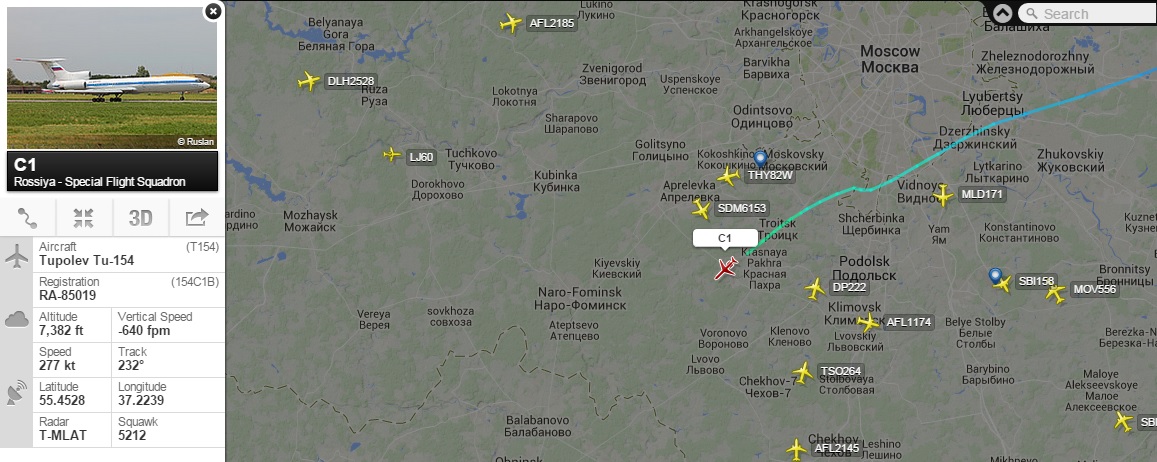 © Ruslan
C1
Rossiya - Special Flight Squadron
3D
Aircraft (T154)
Tupolev Tu-154
Registration (154C1B)
RA-85019
Altitude
7,382 ft
Vertical Speed
-640 fpm
Speed
277 kt
Track
232°
Latitude
55.4528
Longitude
37.2239
Radar
T-MLAT
Squawk
5212
Search
Belyanaya
Gora
Беляная Гора
AFL2185
Lukino
Лукино
Krasnogorsk
Красногорск
Балашиха
DLH2528
Ruza
Руза
Zvenigorod
Звенигород
Lokotnya
Локотня
Uspenskoye
Успенское
Arkhangelskoye
Архангельское
Barvikha
Барвиха
Moscow
Москва
Zheleznodorozhny
Железнодорожный
Sharapovo
Шарапово
Odintsovo
Одинцово
Lyubertsy
Люберцы
Dzerzhinsky
Дзержинский
LJ60
Tuchkovo
Тучково
Golitsyno
Голицыно
Kokoshkino
Кокошкино
Moskovsky
Московский
THY82W
Lytkarino
Лыткарино
Zhukovskiy
Жуковский
Dorokhovo
Дорохово
Kubinka
Кубинка
Aprelevka
Апрелевка
SDM6153
Vidnoye
Видное
MLD171
Mozhaysk
Можайск
Troitsk
Троицк
Shcherbinka
Щербинка
Yam
Ям
Konstantinovo
Константиново
C1
Krasnaya
Pakhra
Красная
Пахра
Kiyevskiy
Киевский
Podolsk
Подольск
DP222
SBI158
MOV556
Bronnitsy
Бронницы
Naro-Fominsk
Наро-Фоминск
Vereya
Верея
sovkhoza
совхоза
Ateptsevo
Атепцево
Klimovsk
AFL1174
Voronovo
Вороново
Klenovo
Кленово
Lvovskiy
Львовский
Belye Stolby
Белые
Столбы
Lvovo
Львово
TSO264
Chekhov-7
Чехов-7
Stolbovaya
Столбовая
Barybino
Барыбино
Maloye
Alekseevskoye
Малое
Алексеевское
Balabanovo
Балабаново
Chekhov
Чехов
AFL2145
Leshino
Лешино
Obninsk
Mikhnevo